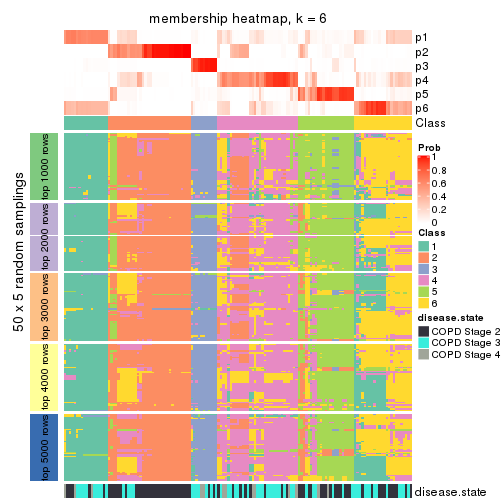 membership heatmap, k = 6
p1
p2
p3
p4
p5
p6
Class
50 x 5 random samplings
top 1000 rows
top 2000 rows
top 3000 rows
top 4000 rows
top 5000 rows
Prob
1
0.8
0.6
0.4
0.2
0
Class
1
2
3
4
5
6
disease.state
COPD Stage 2
COPD Stage 3
COPD Stage 4
disease.state